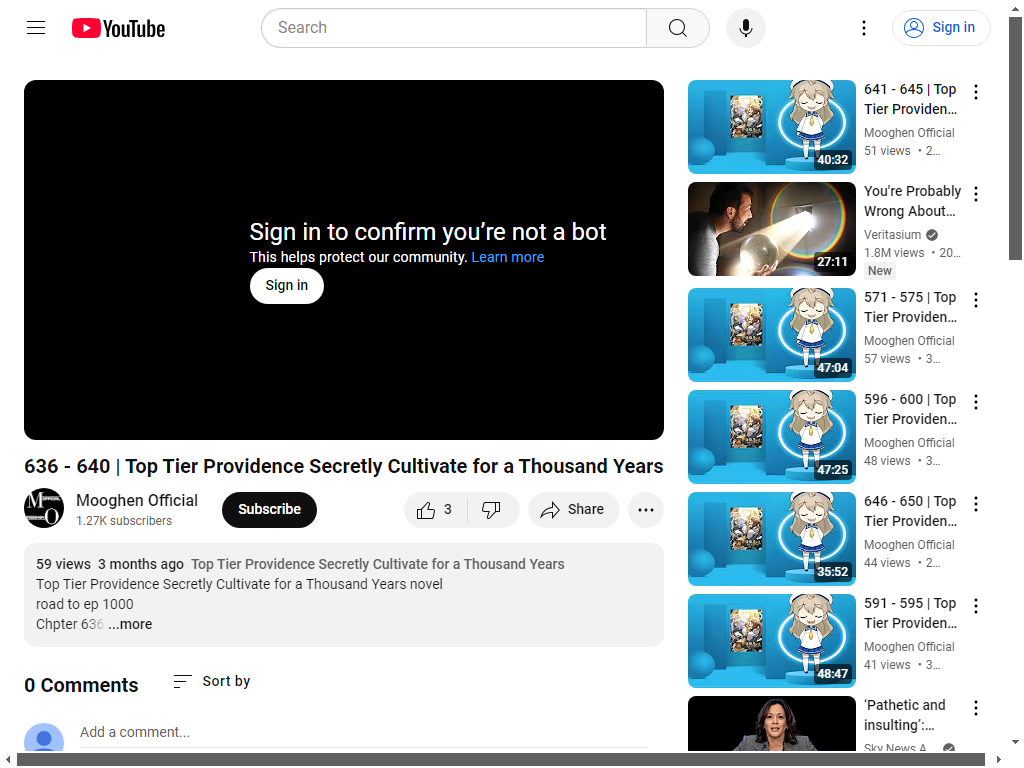 YouTube
Search
Sign in
Sign in to confirm you’re not a bot
This helps protect our community. Learn more
Sign in
636 - 640 | Top Tier Providence Secretly Cultivate for a Thousand Years
Mooghen Official
1.27K subscribers
Subscribe
3
Share
59 views 3 months ago Top Tier Providence Secretly Cultivate for a Thousand Years
Top Tier Providence Secretly Cultivate for a Thousand Years novel
road to ep 1000
Chpter 636 ...more
0 Comments
Sort by
Add a comment...
40:32
641 - 645 | Top
Tier Providen...
Mooghen Official
51 views • 2...
27:11
You're Probably
Wrong About...
Veritasium
1.8M views • 20...
New
47:04
571 - 575 | Top
Tier Providen...
Mooghen Official
57 views • 3...
47:25
596 - 600 | Top
Tier Providen...
Mooghen Official
48 views • 3...
35:52
646 - 650 | Top
Tier Providen...
Mooghen Official
44 views • 2...
48:47
591 - 595 | Top
Tier Providen...
Mooghen Official
41 views • 3...
‘Pathetic and
insulting’:...
Sky News A...